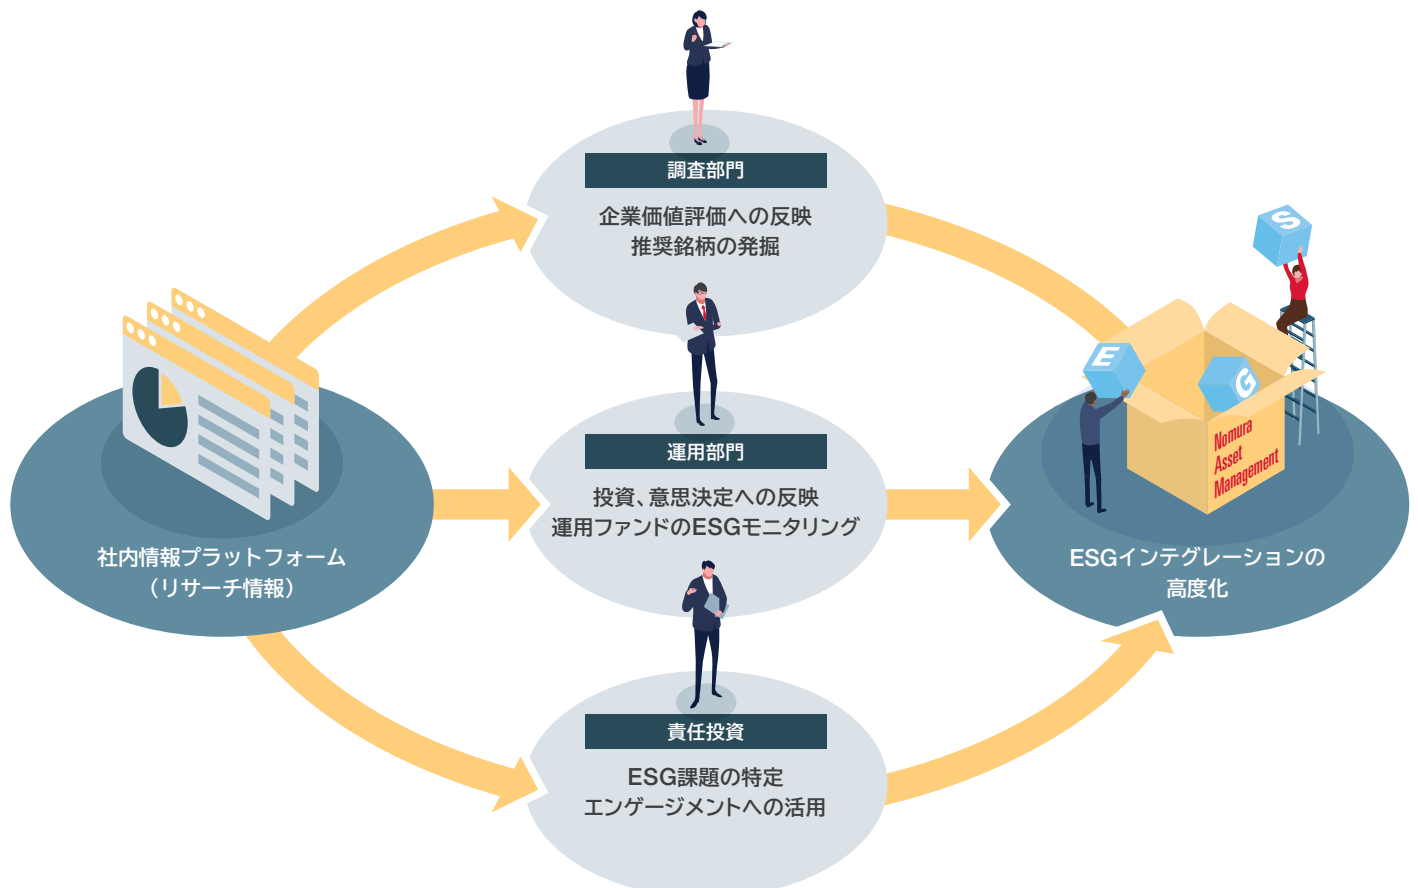 調査部門
企業価値評価への反映
推奨銘柄の発掘
S
E
G
Nomura
Asset
Management
運用部門
投資、意思決定への反映
運用ファンドのESGモニタリング
社内情報プラットフォーム
（リサーチ情報）
ESGインテグレーションの
高度化
責任投資
ESG課題の特定
エンゲージメントへの活用